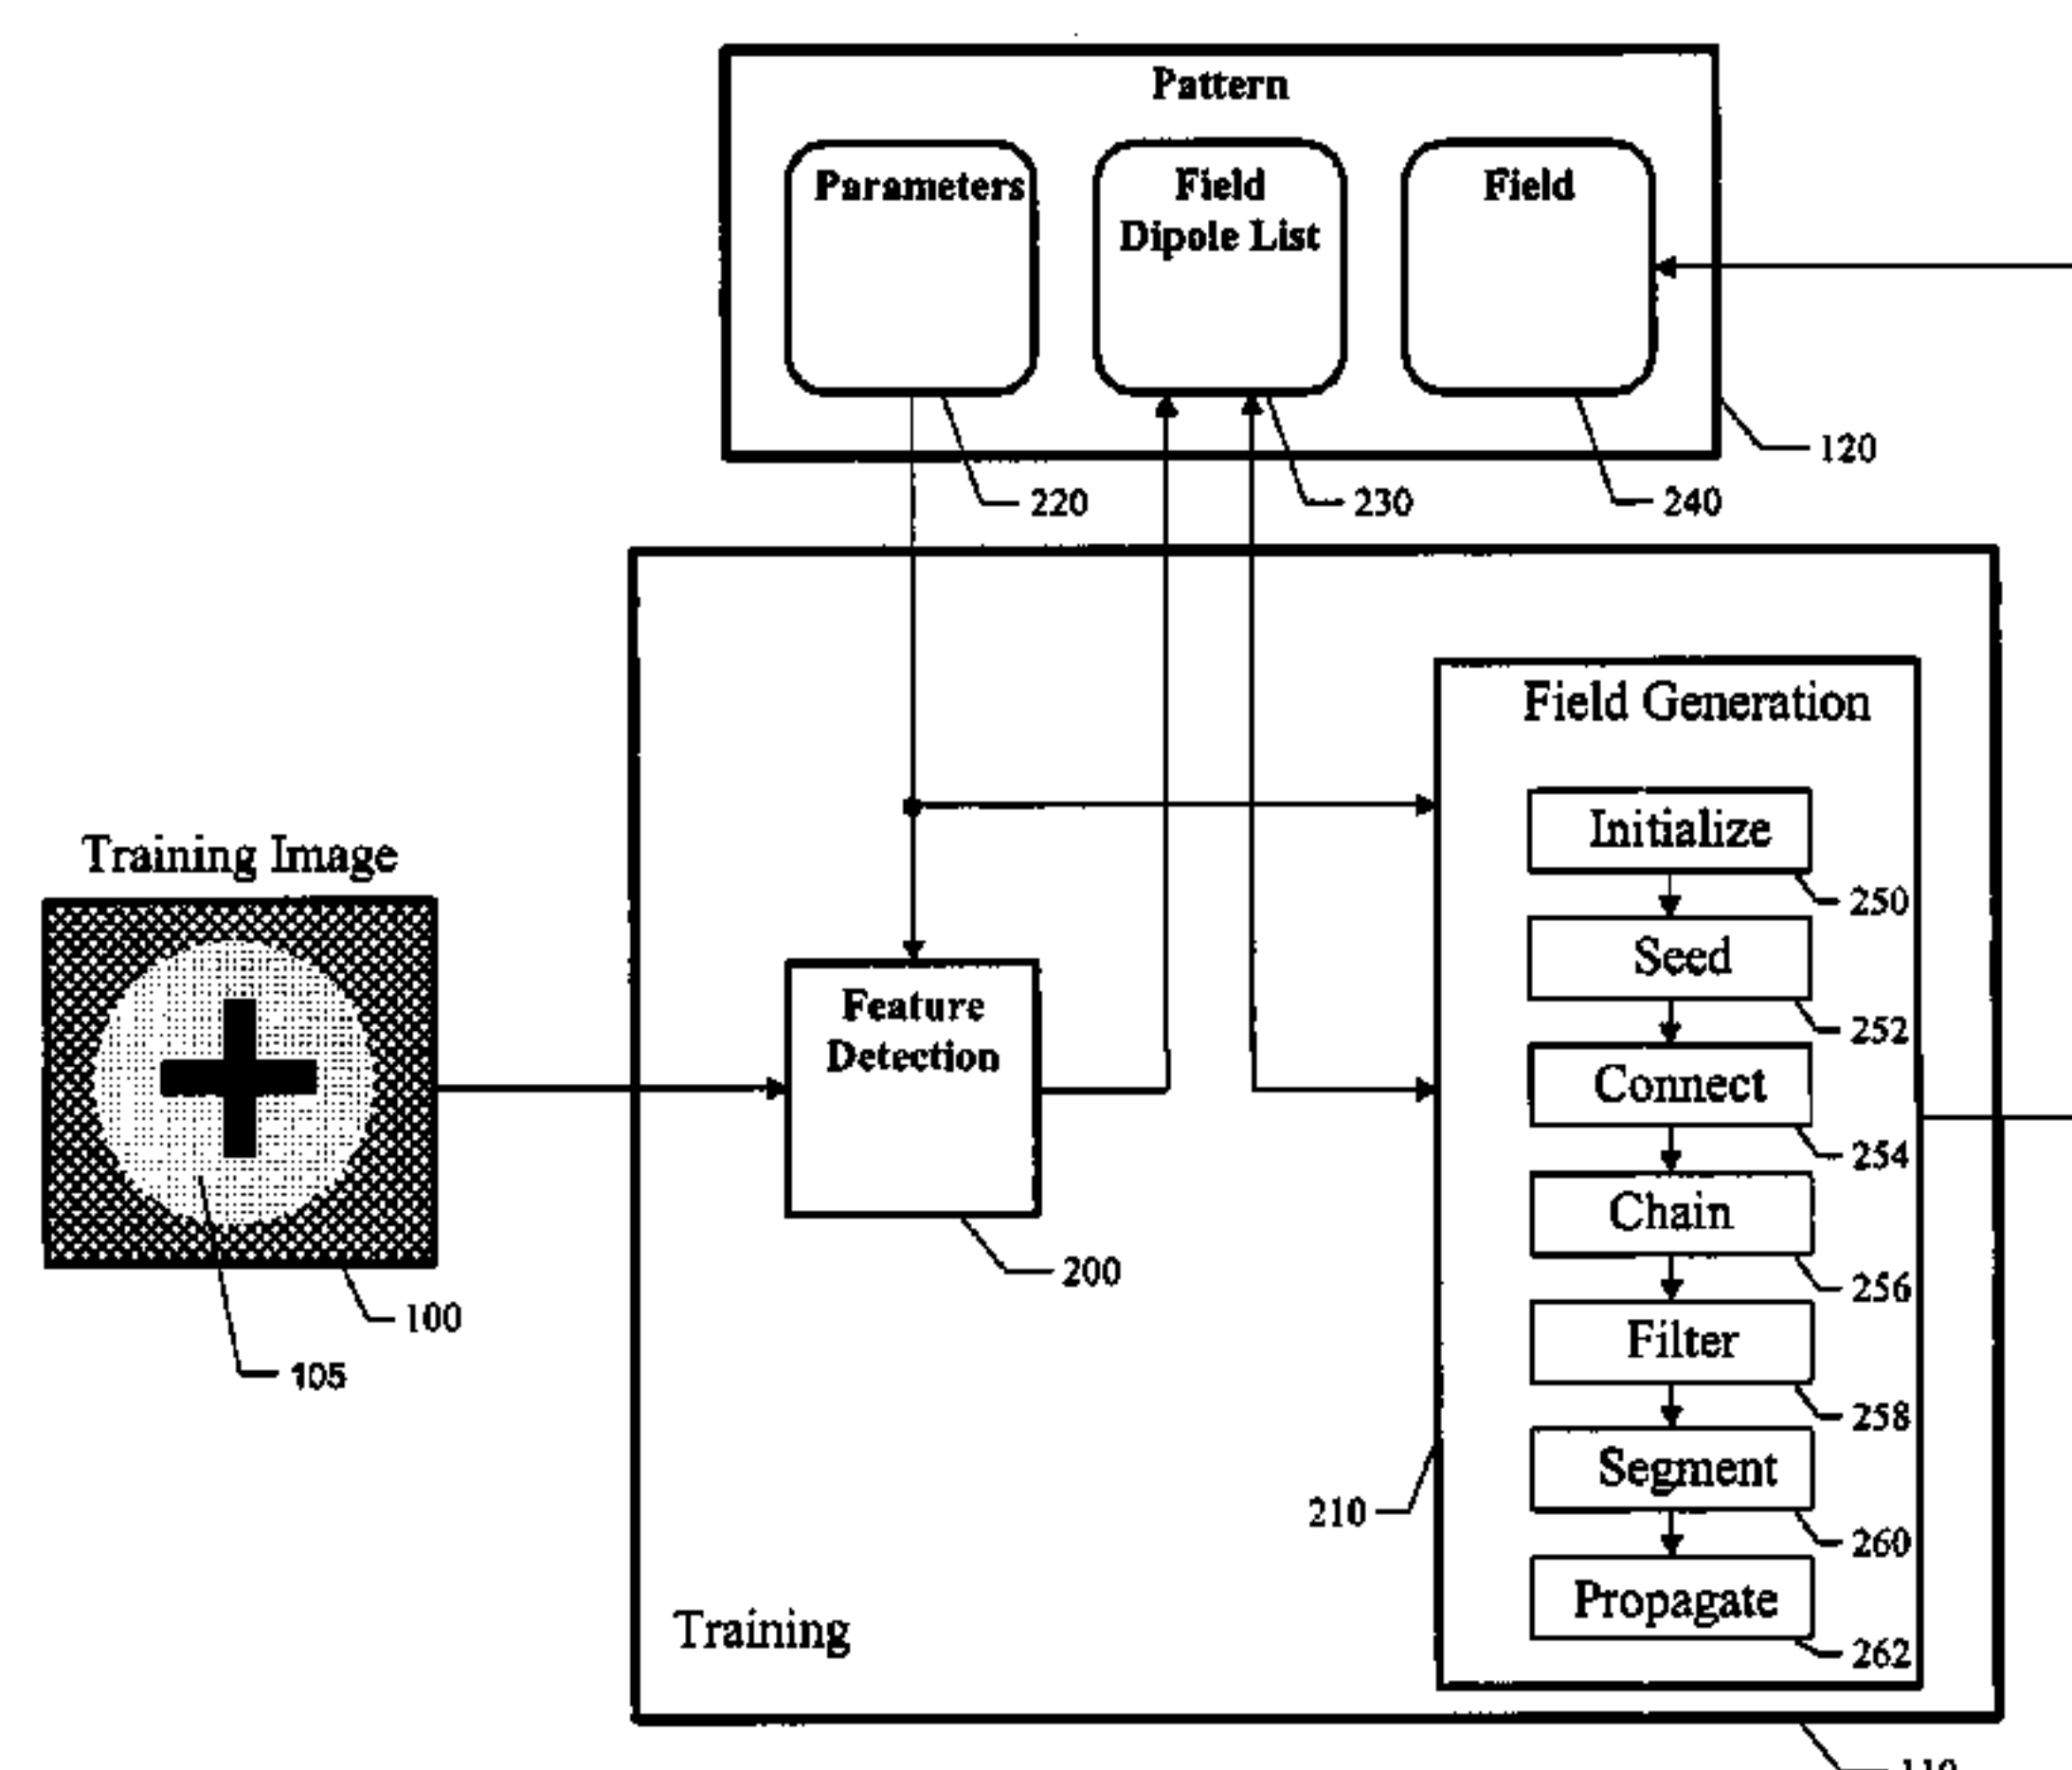 Pattern
Parameters
Field
Dipole List
Field
120
220
230
240
Field Generation
Initialize
250
Seed
252
Connect
254
Chain
256
Filter
258
Segment
260
Propagate
262
210
Training Image
100
105
Feature
Detection
200
Training